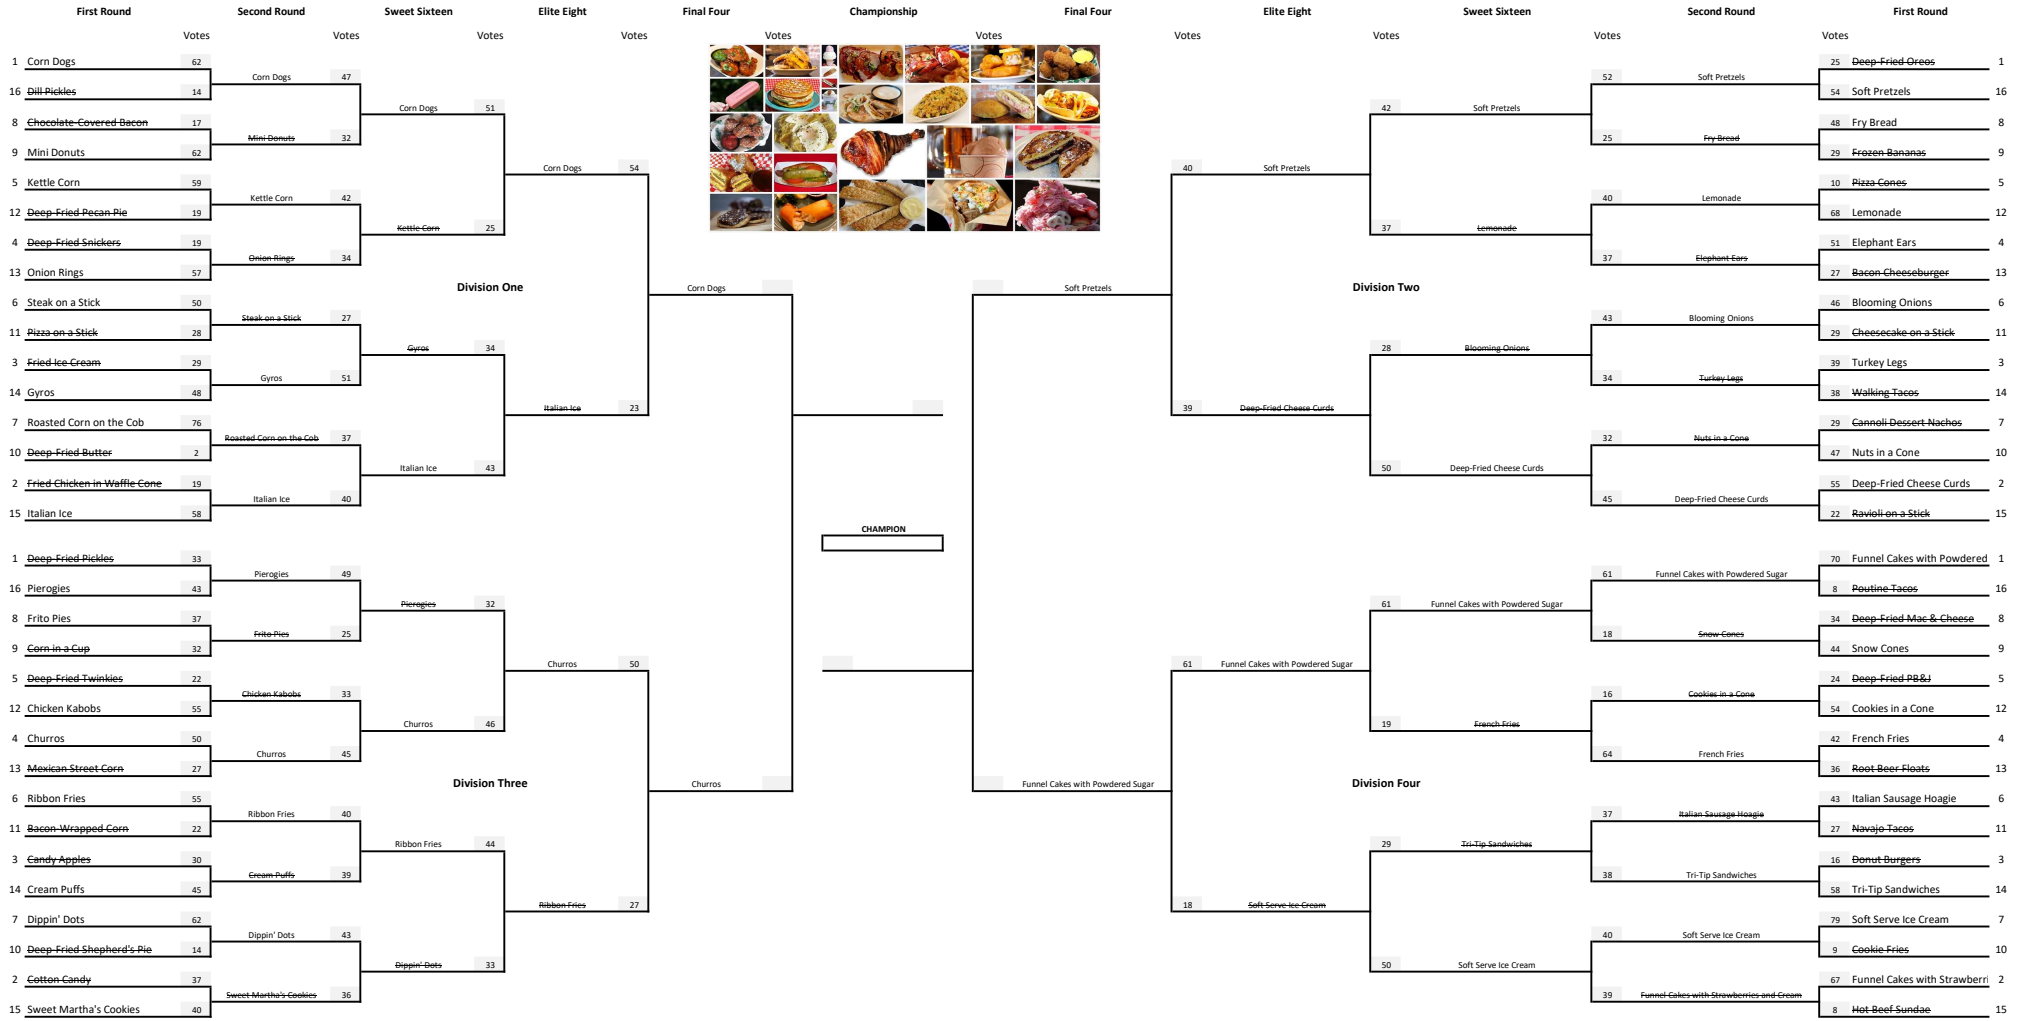 First Round Second Round Sweet Sixteen Elite Eight Final Four Championship Final Four Elite Eight Sweet Sixteen Second Round First Round
Votes Votes Votes Votes Votes Votes Votes Votes Votes
1 Corn Dogs 62 25 Deep-Fried Oreos 1
Corn Dogs 47 52 Soft Pretzels
16 Dill Pickles 14 54 Soft Pretzels 16
Corn Dogs 51 42 Soft Pretzels
8 Chocolate-Covered Bacon 17 48 Fry Bread 8
Mini Donuts 32 25 Fry Bread
9 Mini Donuts 62 29 Frozen Bananas 9
Corn Dogs 54 40 Soft Pretzels
5 Kettle Corn 59 10 Pizza Cones 5
Kettle Corn 42 40 Lemonade
12 Deep-Fried Pecan Pie 19 68 Lemonade 12
Kettle Corn 25 37 Lemonade
4 Deep-Fried Snickers 19 51 Elephant Ears 4
Onion Rings 34 37 Elephant Ears
13 Onion Rings 57 27 Bacon Cheeseburger 13
Division One Division Two
Corn Dogs Soft Pretzels
6 Steak on a Stick 50 46 Blooming Onions 6
Steak on a Stick 27 43 Blooming Onions
11 Pizza on a Stick 28 29 Cheesecake on a Stick 11
Gyros 34 28 Blooming Onions
3 Fried Ice Cream 29 39 Turkey Legs 3
Gyros 51 34 Turkey Legs
14 Gyros 48 38 Walking Tacos 14
Italian Ice 23 39 Deep-Fried Cheese Curds
7 Roasted Corn on the Cob 76 29 Cannoli Dessert Nachos 7
Roasted Corn on the Cob 37 32 Nuts in a Cone
10 Deep-Fried Butter 2 47 Nuts in a Cone 10
Italian Ice 43 50 Deep-Fried Cheese Curds
2 Fried Chicken in Waffle Cone 19 55 Deep-Fried Cheese Curds 2
Italian Ice 40 45 Deep-Fried Cheese Curds
15 Italian Ice 58 22 Ravioli on a Stick 15
CHAMPION
1 Deep-Fried Pickles 33 70 Funnel Cakes with Powdered 1
Pierogies 49 61 Funnel Cakes with Powdered Sugar
16 Pierogies 43 8 Poutine Tacos 16
Pierogies 32 61 Funnel Cakes with Powdered Sugar
8 Frito Pies 37 34 Deep-Fried Mac & Cheese 8
Frito Pies 25 18 Snow Cones
9 Corn in a Cup 32 44 Snow Cones 9
Churros 50 61 Funnel Cakes with Powdered Sugar
5 Deep-Fried Twinkies 22 24 Deep-Fried PB&J 5
Chicken Kabobs 33 16 Cookies in a Cone
12 Chicken Kabobs 55 54 Cookies in a Cone 12
Churros 46 19 French Fries
4 Churros 50 42 French Fries 4
Churros 45 64 French Fries
13 Mexican Street Corn 27 36 Root Beer Floats 13
Division Three Division Four
Churros Funnel Cakes with Powdered Sugar
6 Ribbon Fries 55 43 Italian Sausage Hoagie 6
Ribbon Fries 40 37 Italian Sausage Hoagie
11 Bacon-Wrapped Corn 22 27 Navajo Tacos 11
Ribbon Fries 44 29 Tri-Tip Sandwiches
3 Candy Apples 30 16 Donut Burgers 3
Cream Puffs 39 38 Tri-Tip Sandwiches
14 Cream Puffs 45 58 Tri-Tip Sandwiches 14
Ribbon Fries 27 18 Soft Serve Ice Cream
7 Dippin' Dots 62 79 Soft Serve Ice Cream 7
Dippin' Dots 43 40 Soft Serve Ice Cream
10 Deep-Fried Shepherd's Pie 14 9 Cookie Fries 10
Dippin' Dots 33 50 Soft Serve Ice Cream
2 Cotton Candy 37 67 Funnel Cakes with Strawberri 2
Sweet Martha's Cookies 36 39 Funnel Cakes with Strawberries and Cream
15 Sweet Martha's Cookies 40 8 Hot Beef Sundae 15